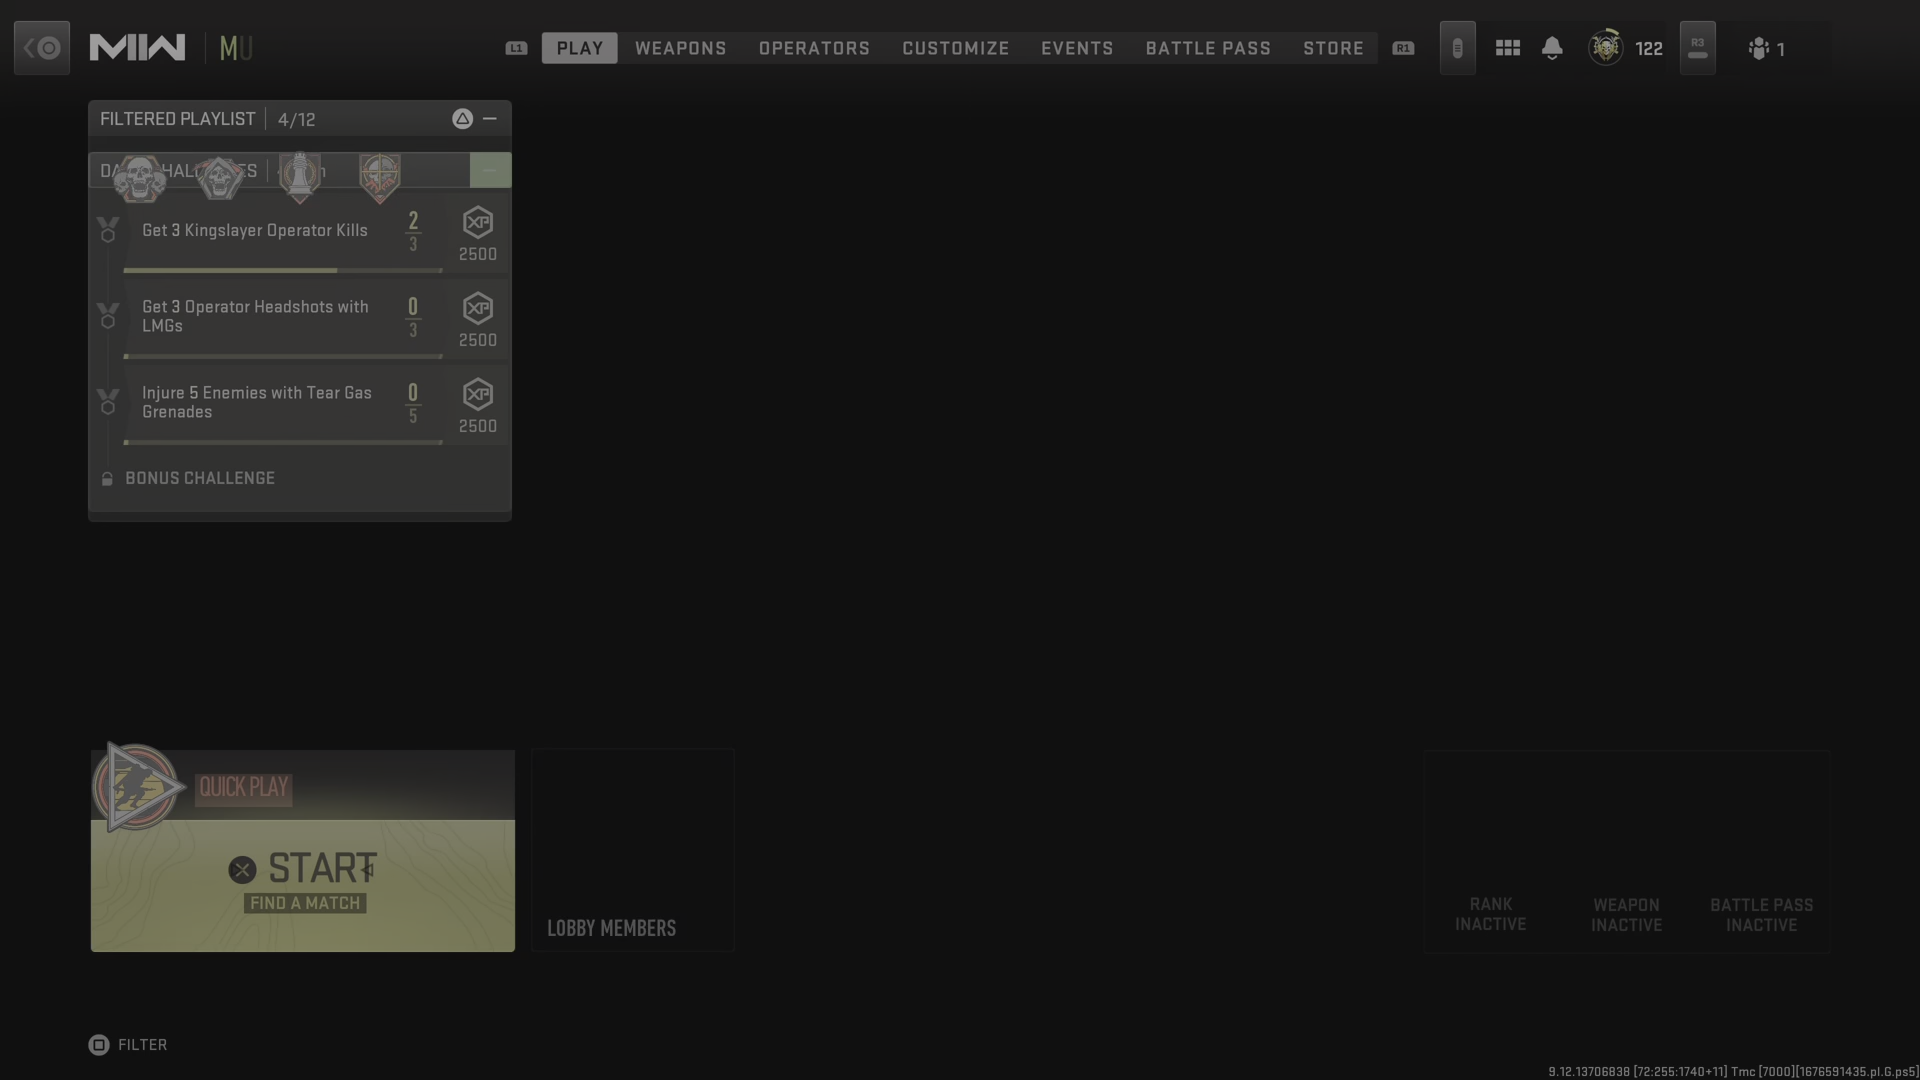 MW MU
L1 PLAY WEAPONS OPERATORS CUSTOMIZE EVENTS BATTLE PASS STORE R1
122 R3 1
FILTERED PLAYLIST 4/12
Get 3 Kingslayer Operator Kills
2
3
XP
2500
Get 3 Operator Headshots with
LMGs
0
3
XP
2500
Injure 5 Enemies with Tear Gas
Grenades
0
5
XP
2500
BONUS CHALLENGE
QUICK PLAY
START
FIND A MATCH
LOBBY MEMBERS
RANK
INACTIVE
WEAPON
INACTIVE
BATTLE PASS
INACTIVE
FILTER
9.12.13706838 [72:255:1740+11] Tmc [7000][1676591435.pl.G.ps5]